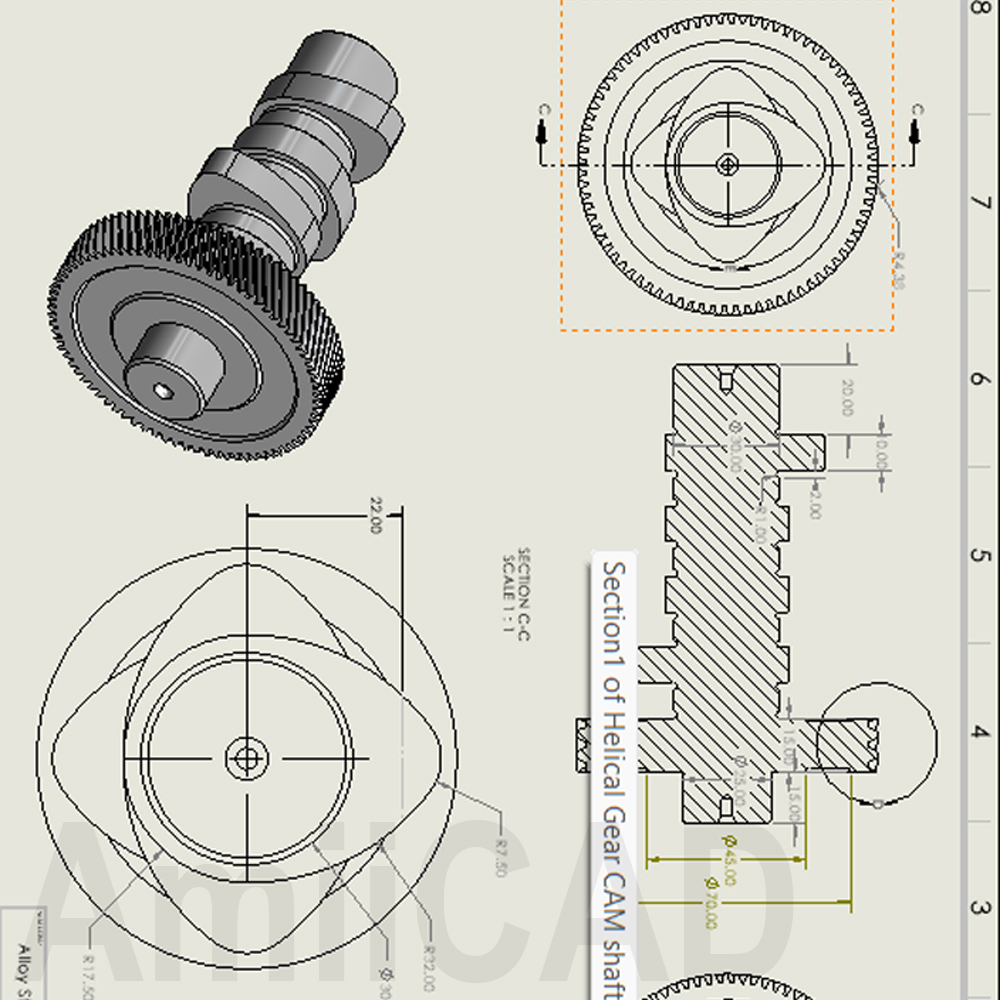 8
7
6
5
4
3
C
C
R4.38
E
20.00
10.00
Ø30.00
2.00
R1.00
SECTION C-C
SCALE 1 : 1
22.00
15.00
15.00
Ø25.00
D
Ø45.00
Ø70.00
Section1 of Helical Gear CAM shaft
R7.50
R32.00
Ø30
R17.50
Alloy S
AmiiCAD